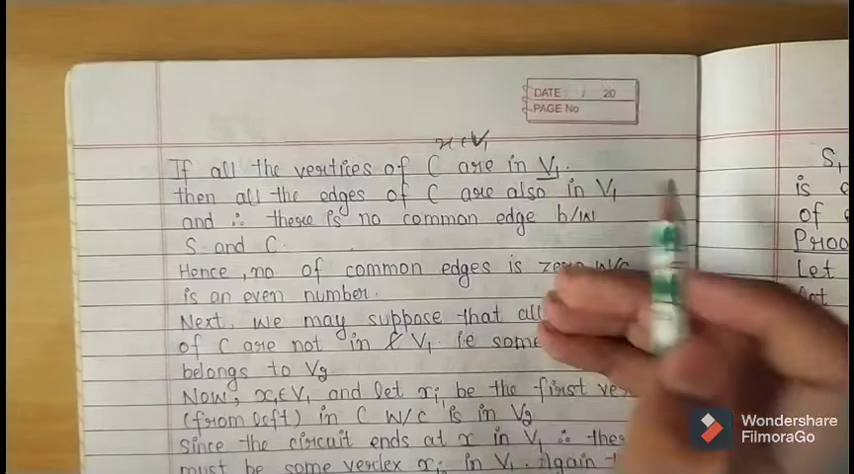 DATE / 20
PAGE No
x ∈ V₁
If all the vertices of C are in V₁.
then all the edges of C are also in V₁
and ∴ there is no common edge b/w
S and C.
Hence, no of common edges is zero w/c
is an even number.
Next, we may suppose that all
of C are not in V₁ ie some
belongs to V₂
Now, x₁ ∈ V₁ and let xᵢ be the first ve
(from left) in C w/c is in V₂
since the circuit ends at x in V₁ ∴ the
must be some vertex xⱼ in V₁. Again
S₁
is
of
Proo
Let
Wondershare
FilmoraGo